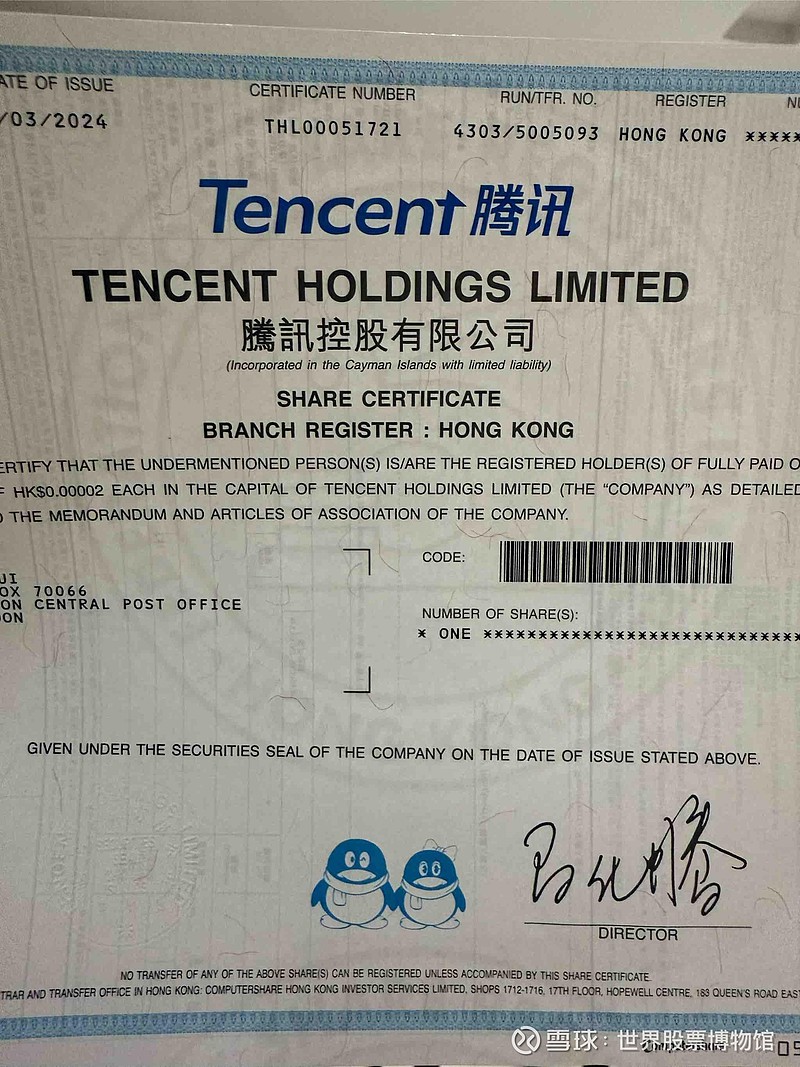 ATE OF ISSUE CERTIFICATE NUMBER RUN/TFR. NO. REGISTER
/03/2024 THL00051721 4303/5005093 HONG KONG *****
Tencent 腾讯
TENCENT HOLDINGS LIMITED
騰訊控股有限公司
(Incorporated in the Cayman Islands with limited liability)
SHARE CERTIFICATE
BRANCH REGISTER : HONG KONG
ERTIFY THAT THE UNDERMENTIONED PERSON(S) IS/ARE THE REGISTERED HOLDER(S) OF FULLY PAID O
F HK$0.00002 EACH IN THE CAPITAL OF TENCENT HOLDINGS LIMITED (THE “COMPANY”) AS DETAILED
O THE MEMORANDUM AND ARTICLES OF ASSOCIATION OF THE COMPANY.
CODE:
UI
OX 70066
ON CENTRAL POST OFFICE
OON
NUMBER OF SHARE(S):
* ONE *****************************
GIVEN UNDER THE SECURITIES SEAL OF THE COMPANY ON THE DATE OF ISSUE STATED ABOVE.
马化腾
DIRECTOR
NO TRANSFER OF ANY OF THE ABOVE SHARE(S) CAN BE REGISTERED UNLESS ACCOMPANIED BY THIS SHARE CERTIFICATE.
TRAR AND TRANSFER OFFICE IN HONG KONG: COMPUTERSHARE HONG KONG INVESTOR SERVICES LIMITED, SHOPS 1712-1716, 17TH FLOOR, HOPEWELL CENTRE, 183 QUEEN'S ROAD EAST
雪球：世界股票博物馆